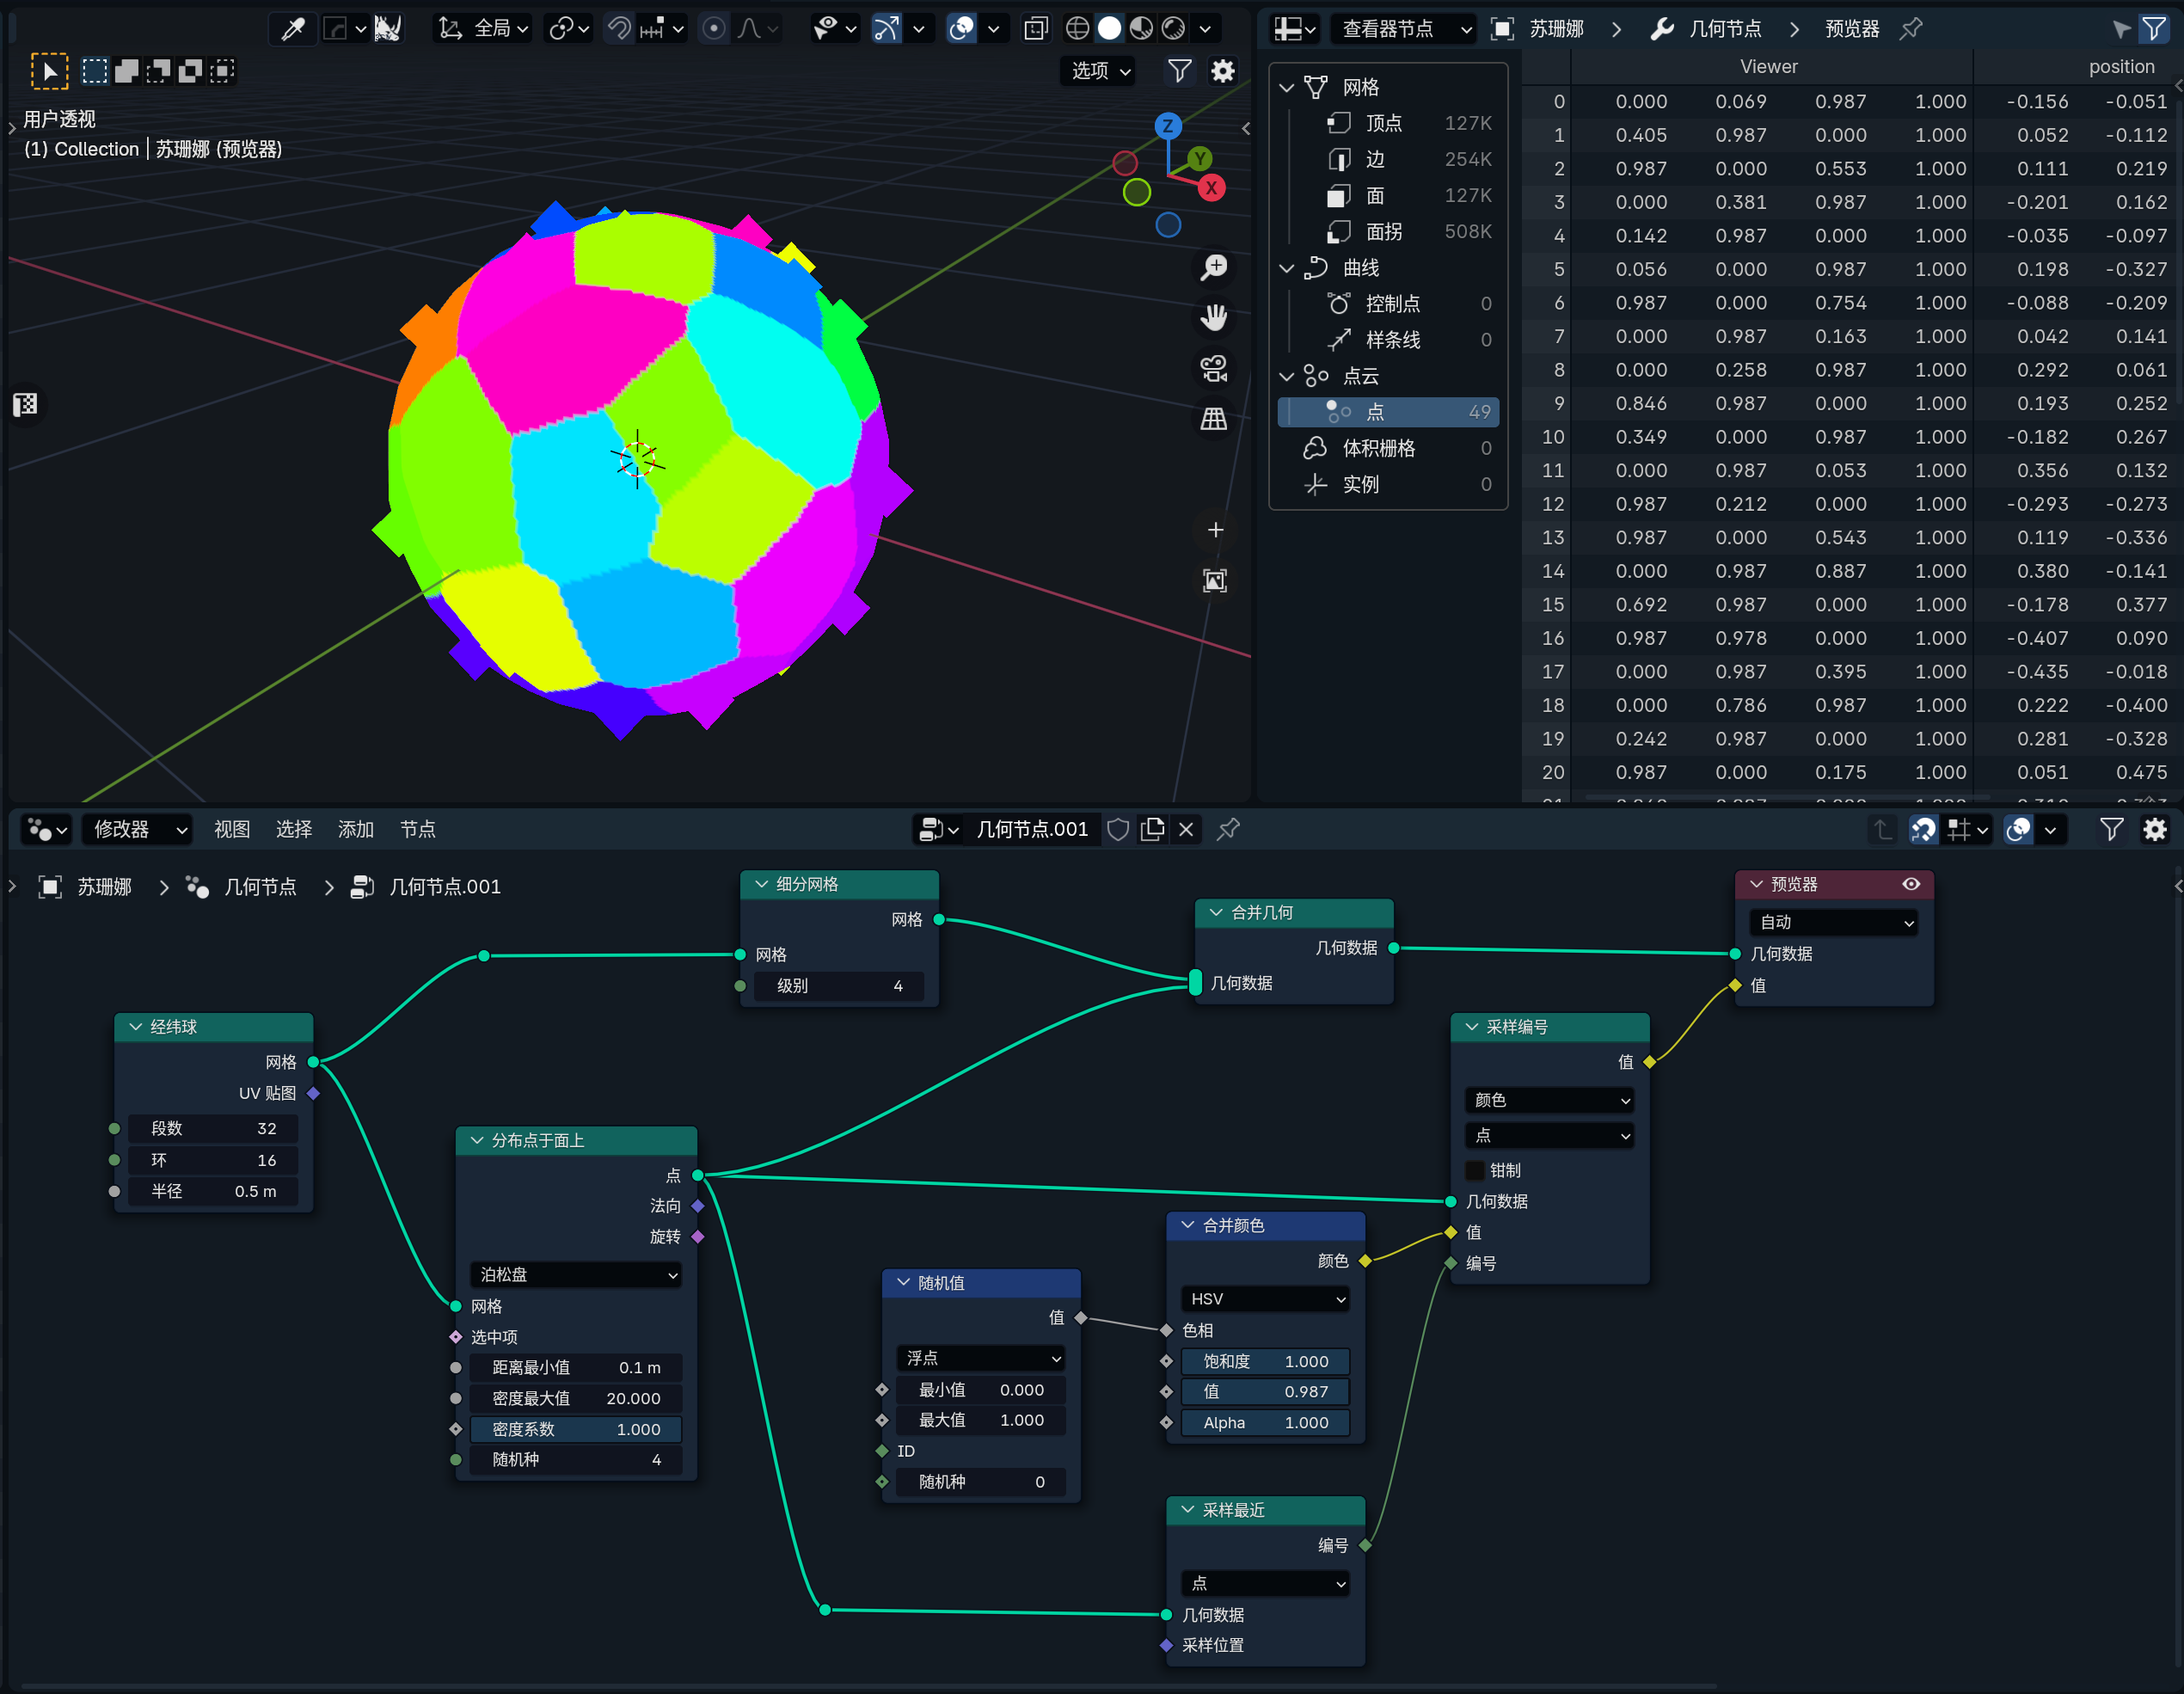 全局
选项
用户透视
(1) Collection | 苏珊娜 (预览器)
Z
Y
X
查看器节点
苏珊娜
几何节点
预览器
网格
顶点 127K
边 254K
面 127K
面拐 508K
曲线
控制点 0
样条线 0
点云
点 49
体积栅格 0
实例 0
Viewer position
0 0.000 0.069 0.987 1.000 -0.156 -0.051
1 0.405 0.987 0.000 1.000 0.052 -0.112
2 0.987 0.000 0.553 1.000 0.111 0.219
3 0.000 0.381 0.987 1.000 -0.201 0.162
4 0.142 0.987 0.000 1.000 -0.035 -0.097
5 0.056 0.000 0.987 1.000 0.198 -0.327
6 0.987 0.000 0.754 1.000 -0.088 -0.209
7 0.000 0.987 0.163 1.000 0.042 0.141
8 0.000 0.258 0.987 1.000 0.292 0.061
9 0.846 0.987 0.000 1.000 0.193 0.252
10 0.349 0.000 0.987 1.000 -0.182 0.267
11 0.000 0.987 0.053 1.000 0.356 0.132
12 0.987 0.212 0.000 1.000 -0.293 -0.273
13 0.987 0.000 0.543 1.000 0.119 -0.336
14 0.000 0.987 0.887 1.000 0.380 -0.141
15 0.692 0.987 0.000 1.000 -0.178 0.377
16 0.987 0.978 0.000 1.000 -0.407 0.090
17 0.000 0.987 0.395 1.000 -0.435 -0.018
18 0.000 0.786 0.987 1.000 0.222 -0.400
19 0.242 0.987 0.000 1.000 0.281 -0.328
20 0.987 0.000 0.175 1.000 0.051 0.475
修改器 视图 选择 添加 节点
几何节点.001
苏珊娜
几何节点
几何节点.001
经纬球
网格
UV 贴图
段数 32
环 16
半径 0.5 m
细分网格
网格
网格
级别 4
分布点于面上
点
法向
旋转
泊松盘
网格
选中项
距离最小值 0.1 m
密度最大值 20.000
密度系数 1.000
随机种 4
合并几何
几何数据
几何数据
随机值
值
浮点
最小值 0.000
最大值 1.000
ID
随机种 0
合并颜色
颜色
HSV
色相
饱和度 1.000
值 0.987
Alpha 1.000
采样最近
编号
点
几何数据
采样位置
采样编号
值
颜色
点
钳制
几何数据
值
编号
预览器
自动
几何数据
值